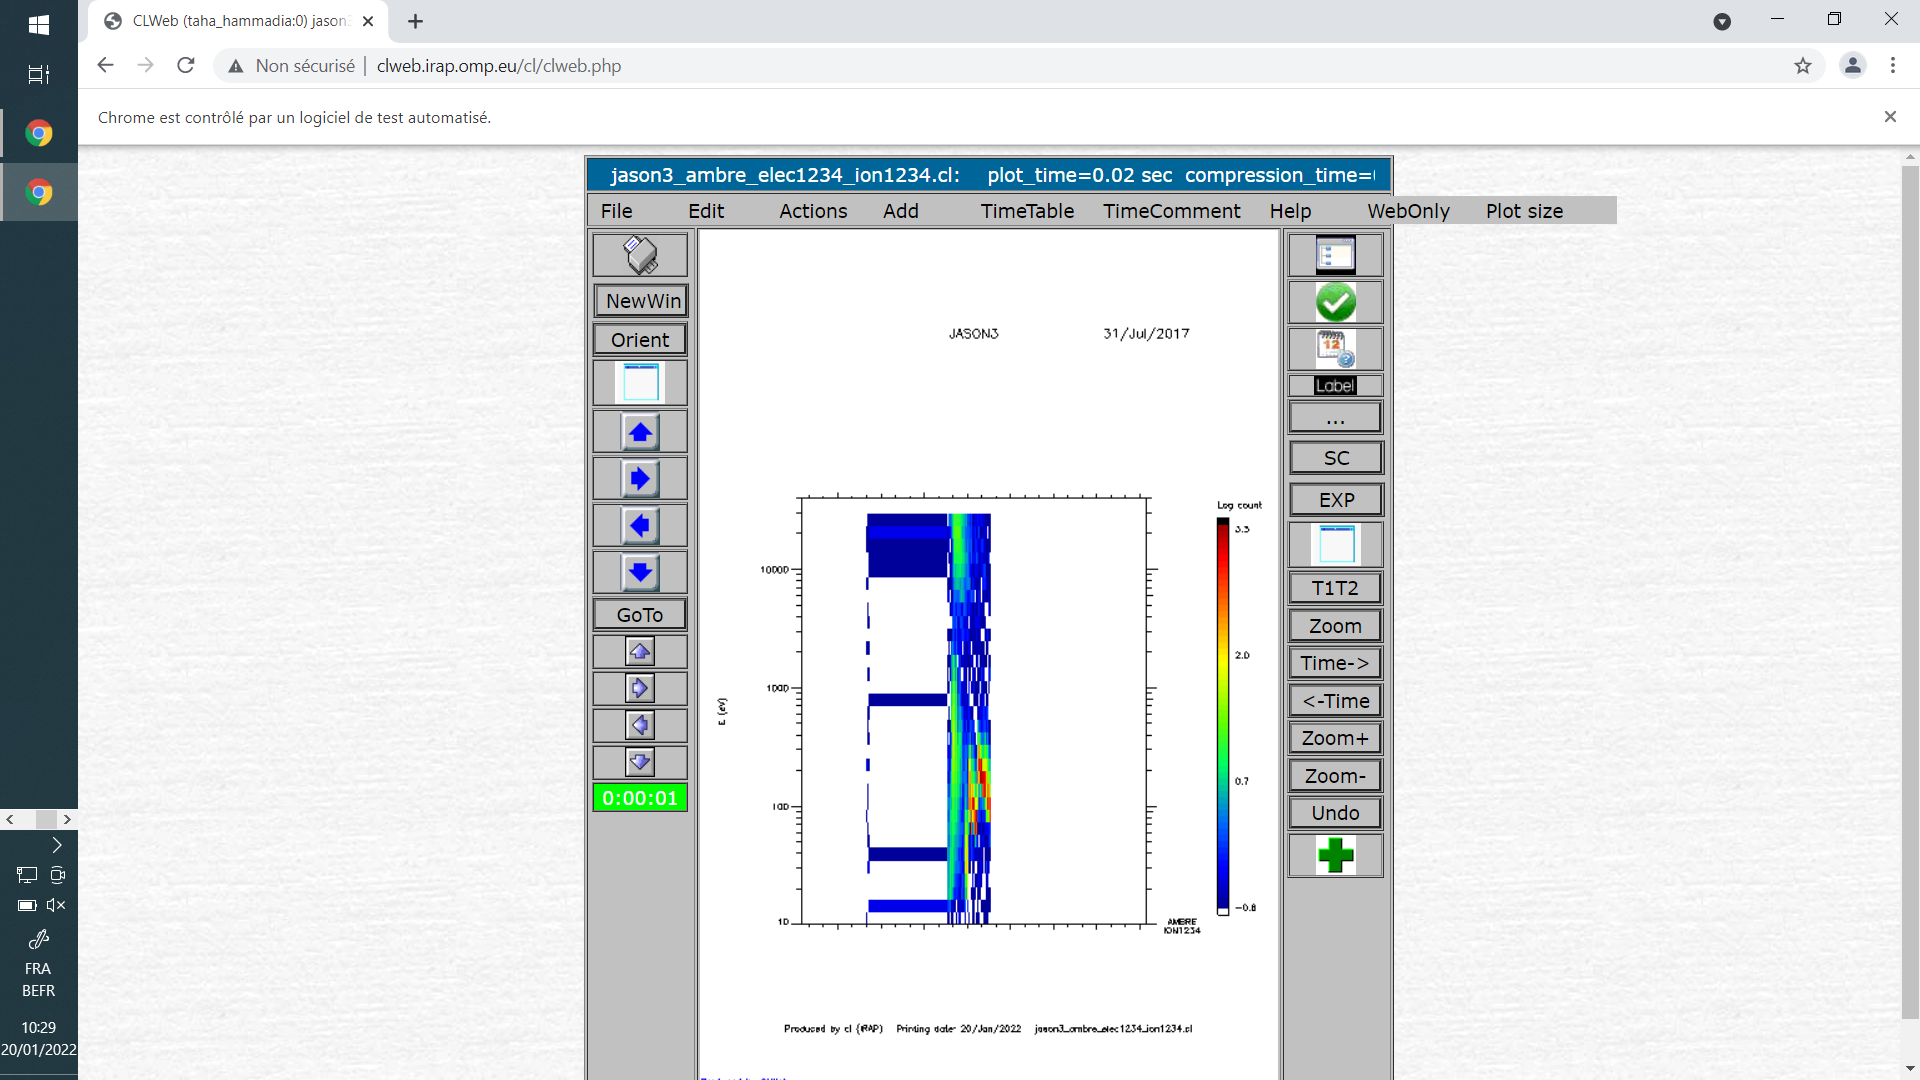 CLWeb (taha_hammadia:0) jason3
Non sécurisé | clweb.irap.omp.eu/cl/clweb.php
Chrome est contrôlé par un logiciel de test automatisé.
jason3_ambre_elec1234_ion1234.cl: plot_time=0.02 sec compression_time=
File Edit Actions Add TimeTable TimeComment Help WebOnly Plot size
NewWin
Orient
GoTo
0:00:01
JASON3 31/Jul/2017
Log count
3.3
2.0
0.7
-0.8
10000
1000
100
10
E (eV)
AMBRE
ION1234
Produced by cl (IRAP) Printing date: 20/Jan/2022 jason3_ambre_elec1234_ion1234.cl
12
Label
...
SC
EXP
T1T2
Zoom
Time->
<-Time
Zoom+
Zoom-
Undo
FRA
BEFR
10:29
20/01/2022